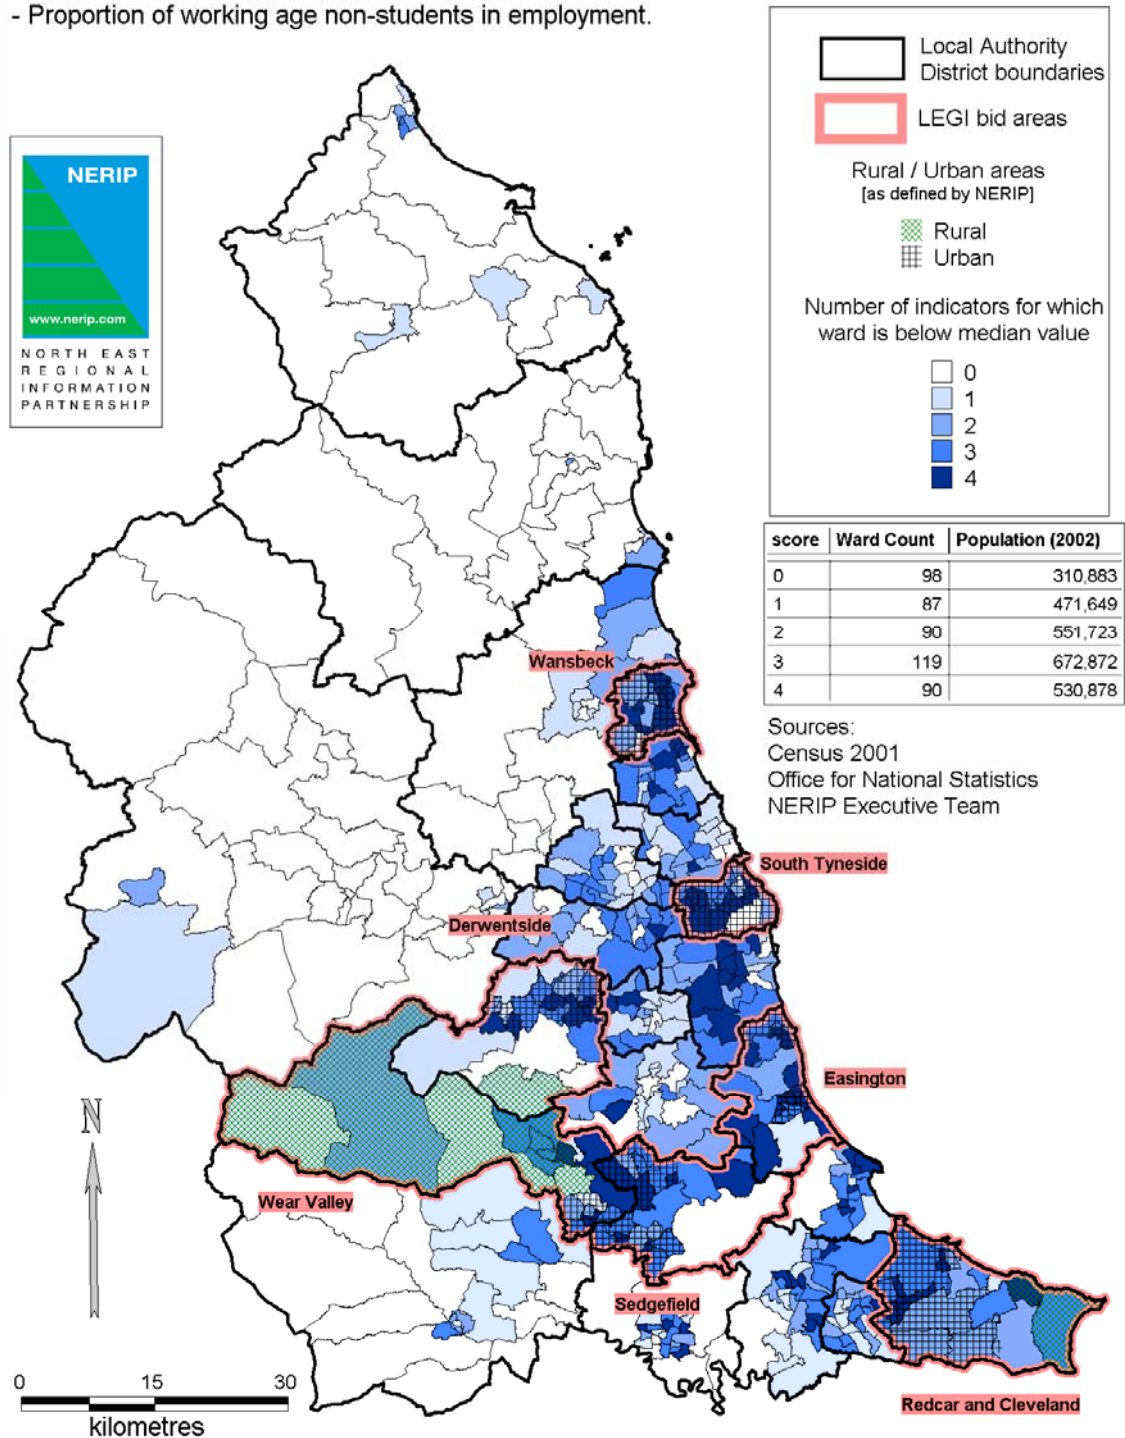 - Proportion of working age non-students in employment.
NERIP
www.nerip.com
NORTH EAST
REGIONAL
INFORMATION
PARTNERSHIP
Local Authority
District boundaries
LEGI bid areas
Rural / Urban areas
[as defined by NERIP]
Rural
Urban
Number of indicators for which
ward is below median value
0
1
2
3
4
score Ward Count Population (2002)
0 98 310,883
1 87 471,649
2 90 551,723
3 119 672,872
4 90 530,878
Sources:
Census 2001
Office for National Statistics
NERIP Executive Team
Wansbeck
South Tyneside
Derwentside
Easington
Wear Valley
Sedgefield
Redcar and Cleveland
N
0 15 30
kilometres